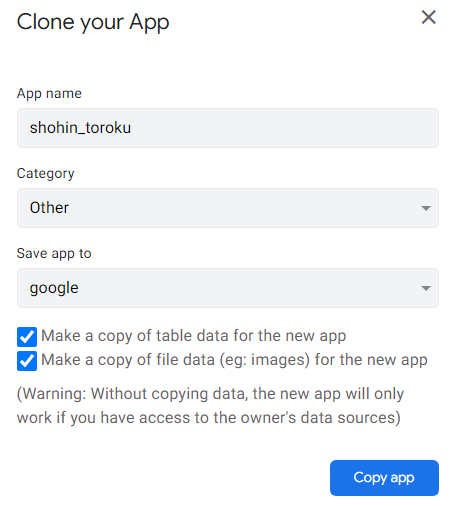 Clone your App
App name
shohin_toroku
Category
Other
Save app to
google
Make a copy of table data for the new app
Make a copy of file data (eg: images) for the new app
(Warning: Without copying data, the new app will only
work if you have access to the owner's data sources)
Copy app